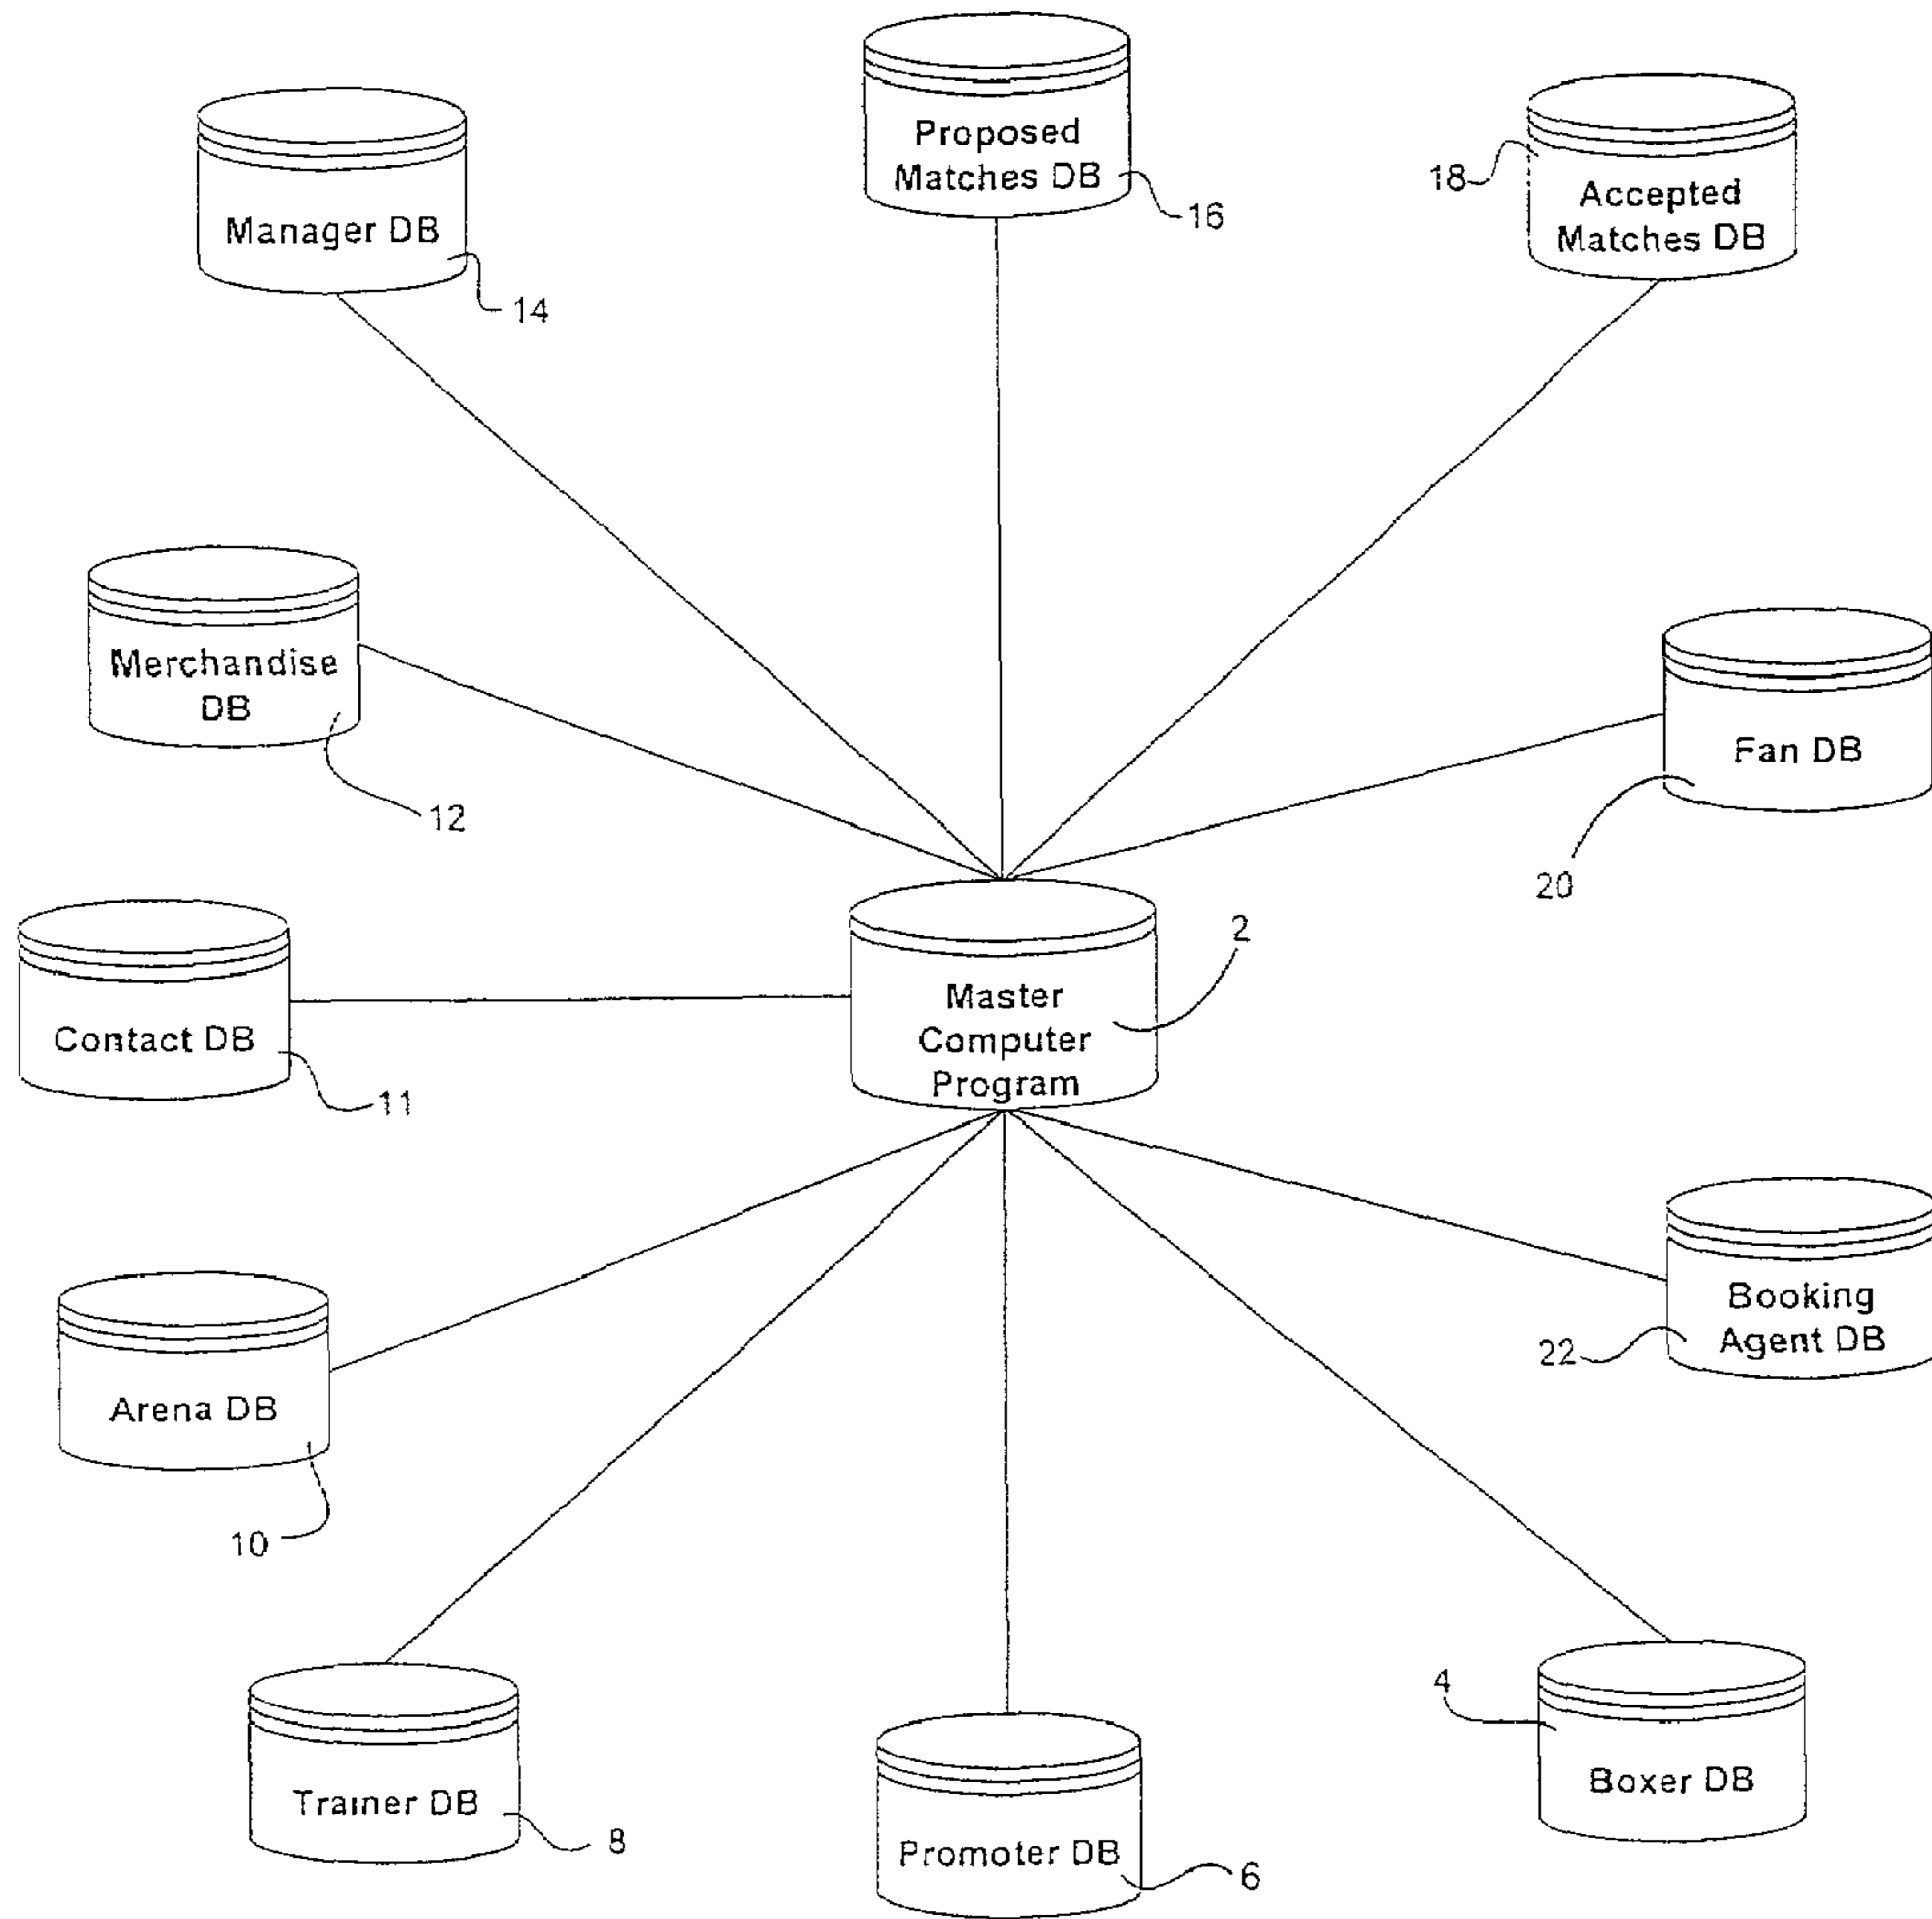 Proposed
Matches DB
16
Manager DB
14
18
Accepted
Matches DB
Merchandise
DB
12
Fan DB
20
Contact DB
11
Master
Computer
Program
2
Arena DB
10
Booking
Agent DB
22
Trainer DB
8
Promoter DB
6
4
Boxer DB